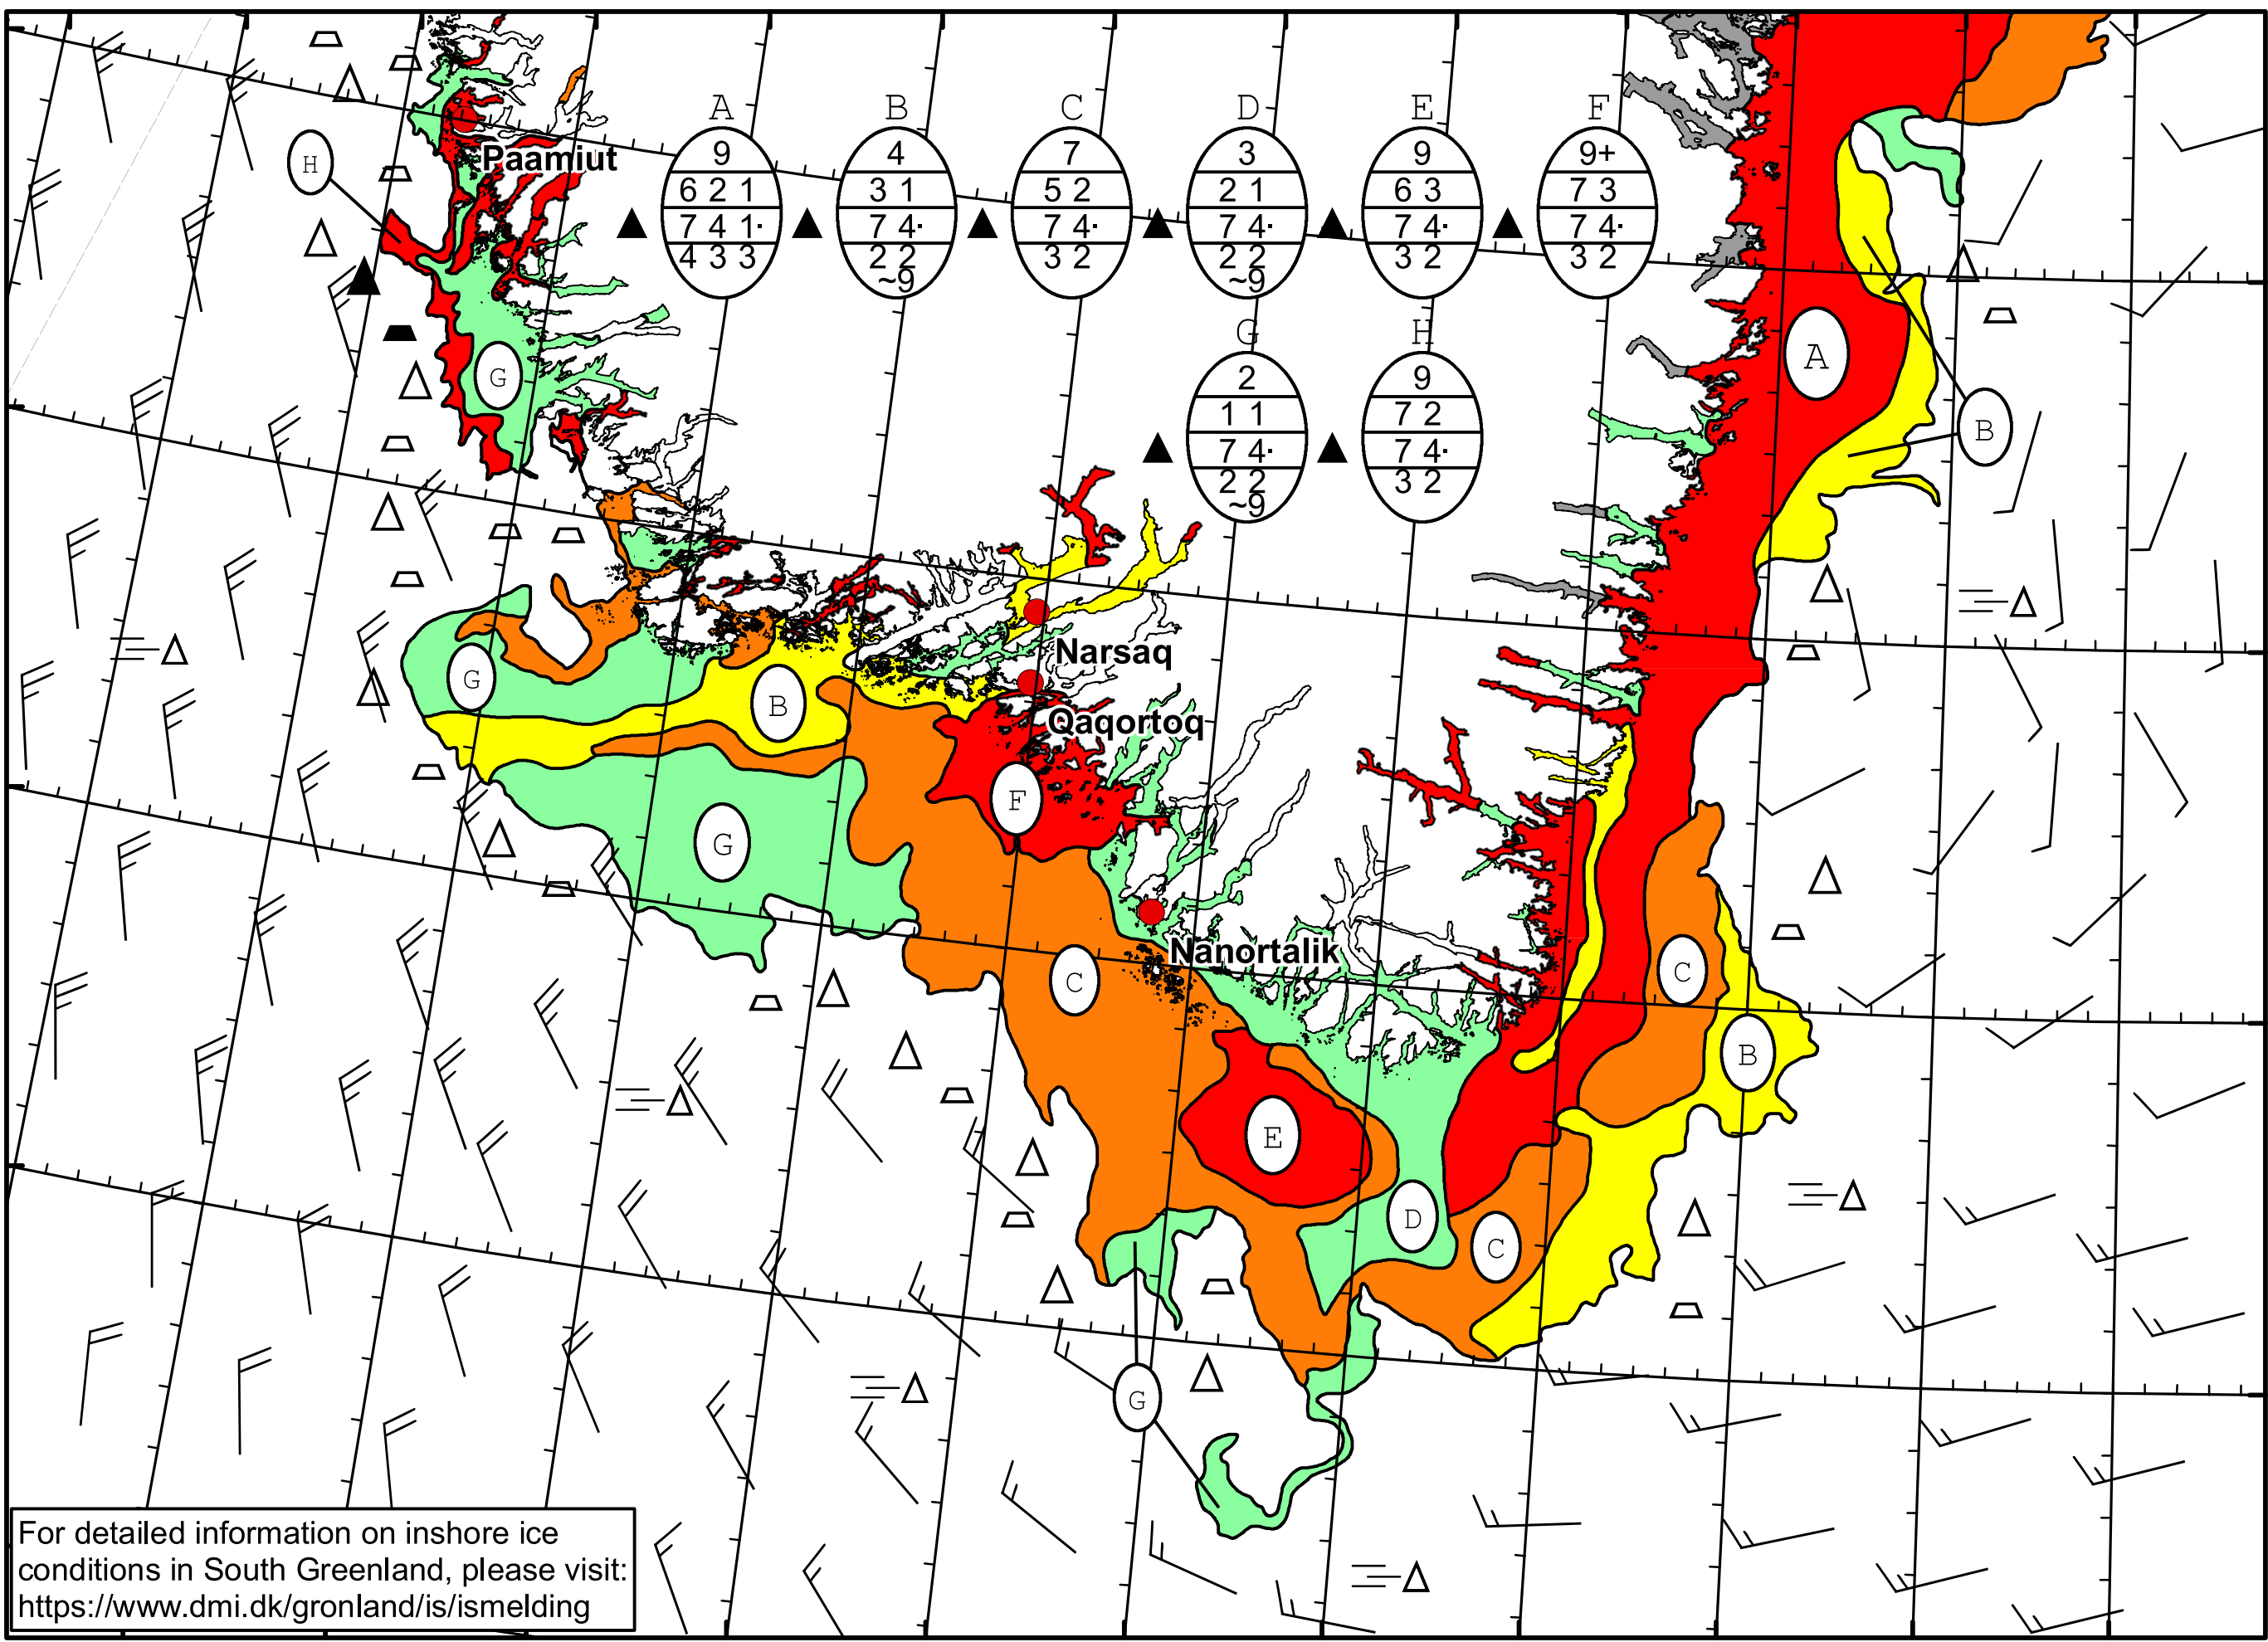 A B C D E F
9 4 7 3 9 9+
6 2 1 3 1 5 2 2 1 6 3 7 3
7 4 1· 7 4· 7 4· 7 4· 7 4· 7 4·
4 3 3 2 2 3 2 2 2 3 2 3 2
~9 ~9
H
Paamiut
G H
2 9
1 1 7 2
7 4· 7 4·
2 2 3 2
~9
A
G
B
Narsaq
G
B
Qaqortoq
F
G
Nanortalik
C
C
B
E
D
C
G
For detailed information on inshore ice
conditions in South Greenland, please visit:
https://www.dmi.dk/gronland/is/ismelding